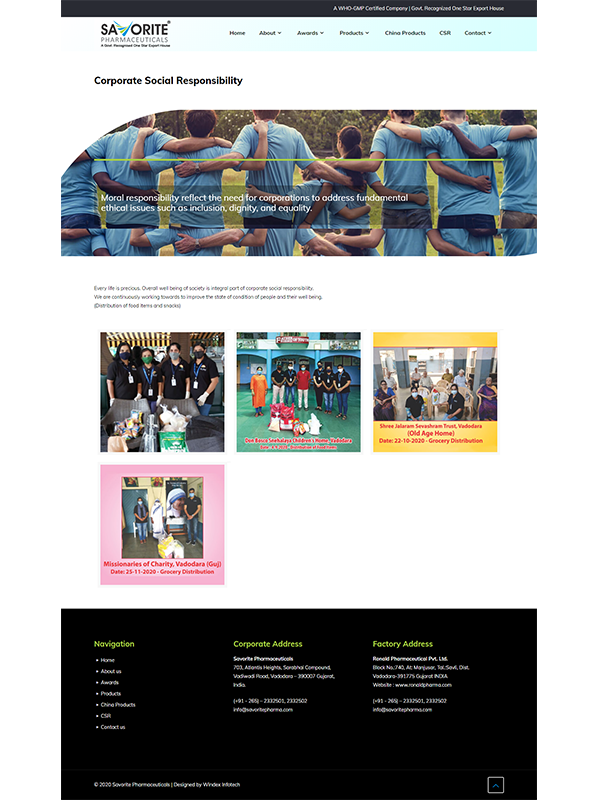 A WHO-GMP Certified Company | Govt. Recognized One Star Export House
SAVORITE®
PHARMACEUTICALS
A Govt. Recognized One Star Export House
Home About Awards Products China Products CSR Contact
Corporate Social Responsibility
Moral responsibility reflect the need for corporations to address fundamental
ethical issues such as inclusion, dignity, and equality.
Every life is precious. Overall well being of society is integral part of corporate social responsibility.
We are continuously working towards to improve the state of condition of people and their well being.
(Distribution of food items and snacks)
Don Bosco Snehalaya Children's Home, Vadodara
Shree Jalaram Sevashram Trust, Vadodara
(Old Age Home)
Date: 22-10-2020 - Grocery Distribution
Missionaries of Charity, Vadodara (Guj)
Date: 25-11-2020 - Grocery Distribution
Navigation
Home
About us
Awards
Products
China Products
CSR
Contact us
Corporate Address
Savorite Pharmaceuticals
703, Atlantis Heights, Sarabhai Compound,
Vadiwadi Road, Vadodara - 390007 Gujarat,
India.
(+91 - 265) – 2332501, 2332502
info@savoritepharma.com
Factory Address
Ronald Pharmaceutical Pvt. Ltd.
Block No.:740, At: Manjusar, Tal.:Savli, Dist.
Vadodara-391775 Gujarat INDIA
Website : www.ronaldpharma.com
(+91 - 265) – 2332501, 2332502
info@savoritepharma.com
© 2020 Savorite Pharmaceuticals | Designed by Windex Infotech